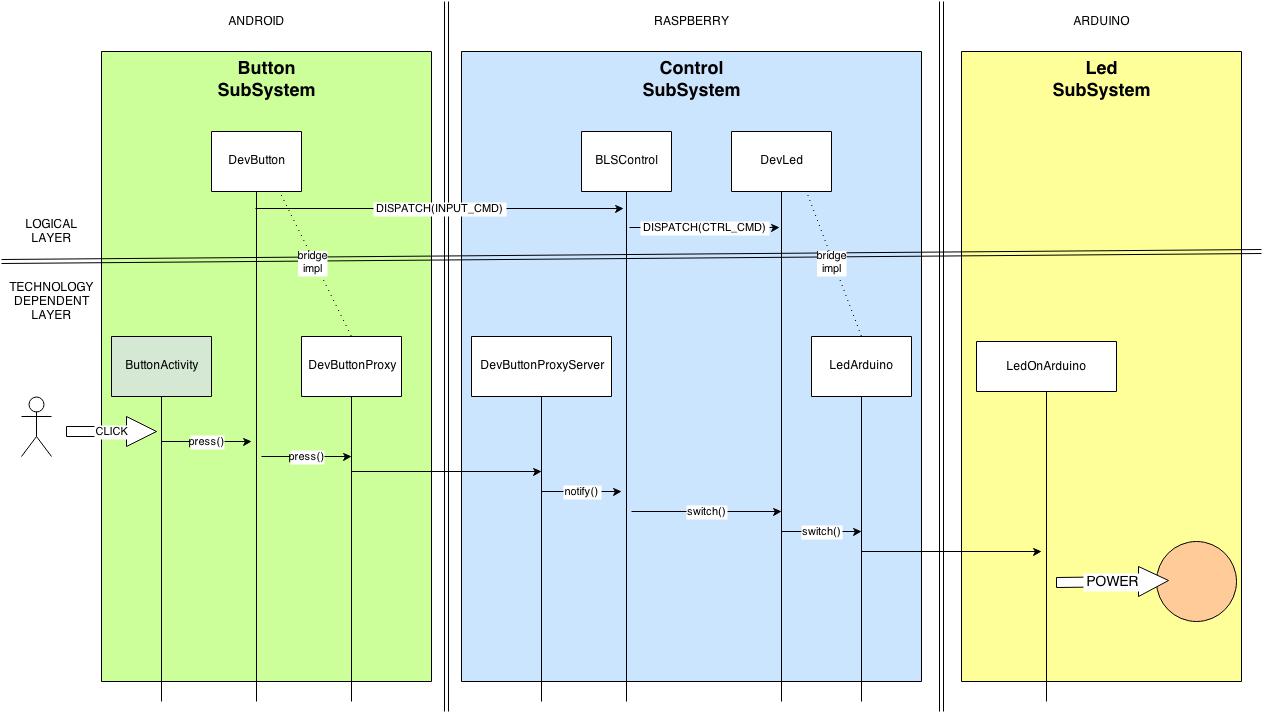 ANDROID
RASPBERRY
ARDUINO
Button
SubSystem
Control
SubSystem
Led
SubSystem
DevButton
BLSControl
DevLed
DISPATCH(INPUT_CMD)
DISPATCH(CTRL_CMD)
LOGICAL
LAYER
bridge
impl
bridge
impl
TECHNOLOGY
DEPENDENT
LAYER
ButtonActivity
DevButtonProxy
DevButtonProxyServer
LedArduino
LedOnArduino
CLICK
press()
press()
notify()
switch()
switch()
POWER